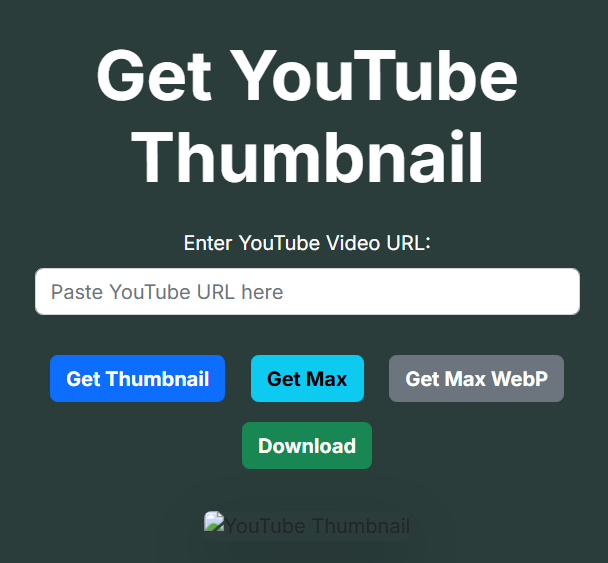 Get YouTube
Thumbnail
Enter YouTube Video URL:
Paste YouTube URL here
Get Thumbnail
Get Max
Get Max WebP
Download
YouTube Thumbnail